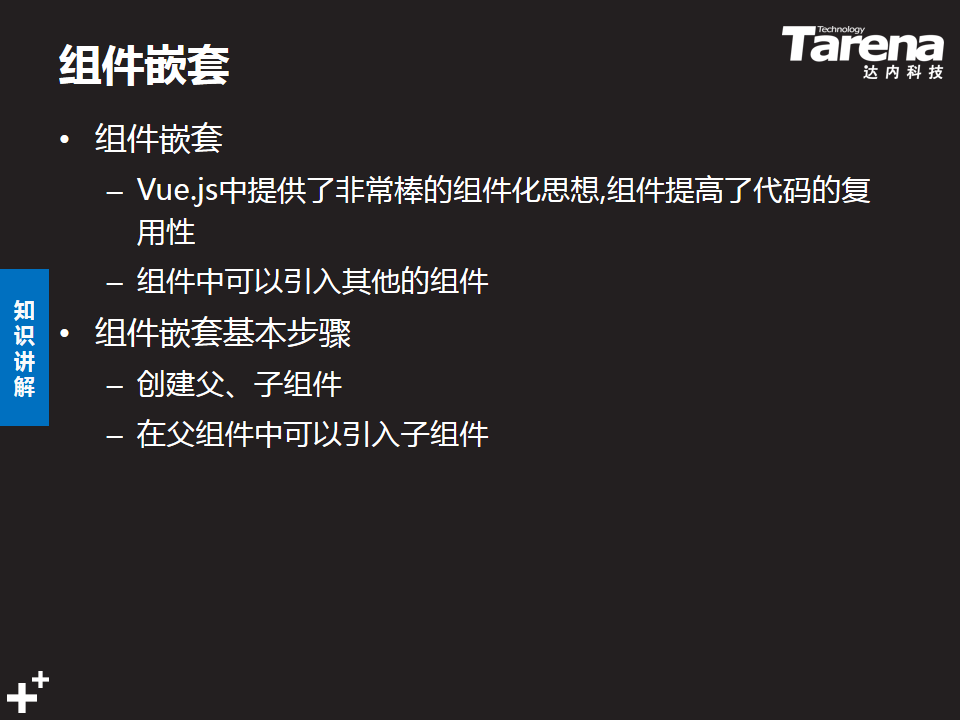 组件嵌套
Technology
Tarena
达内科技
• 组件嵌套
– Vue.js中提供了非常棒的组件化思想,组件提高了代码的复
用性
– 组件中可以引入其他的组件
知识讲解
• 组件嵌套基本步骤
– 创建父、子组件
– 在父组件中可以引入子组件